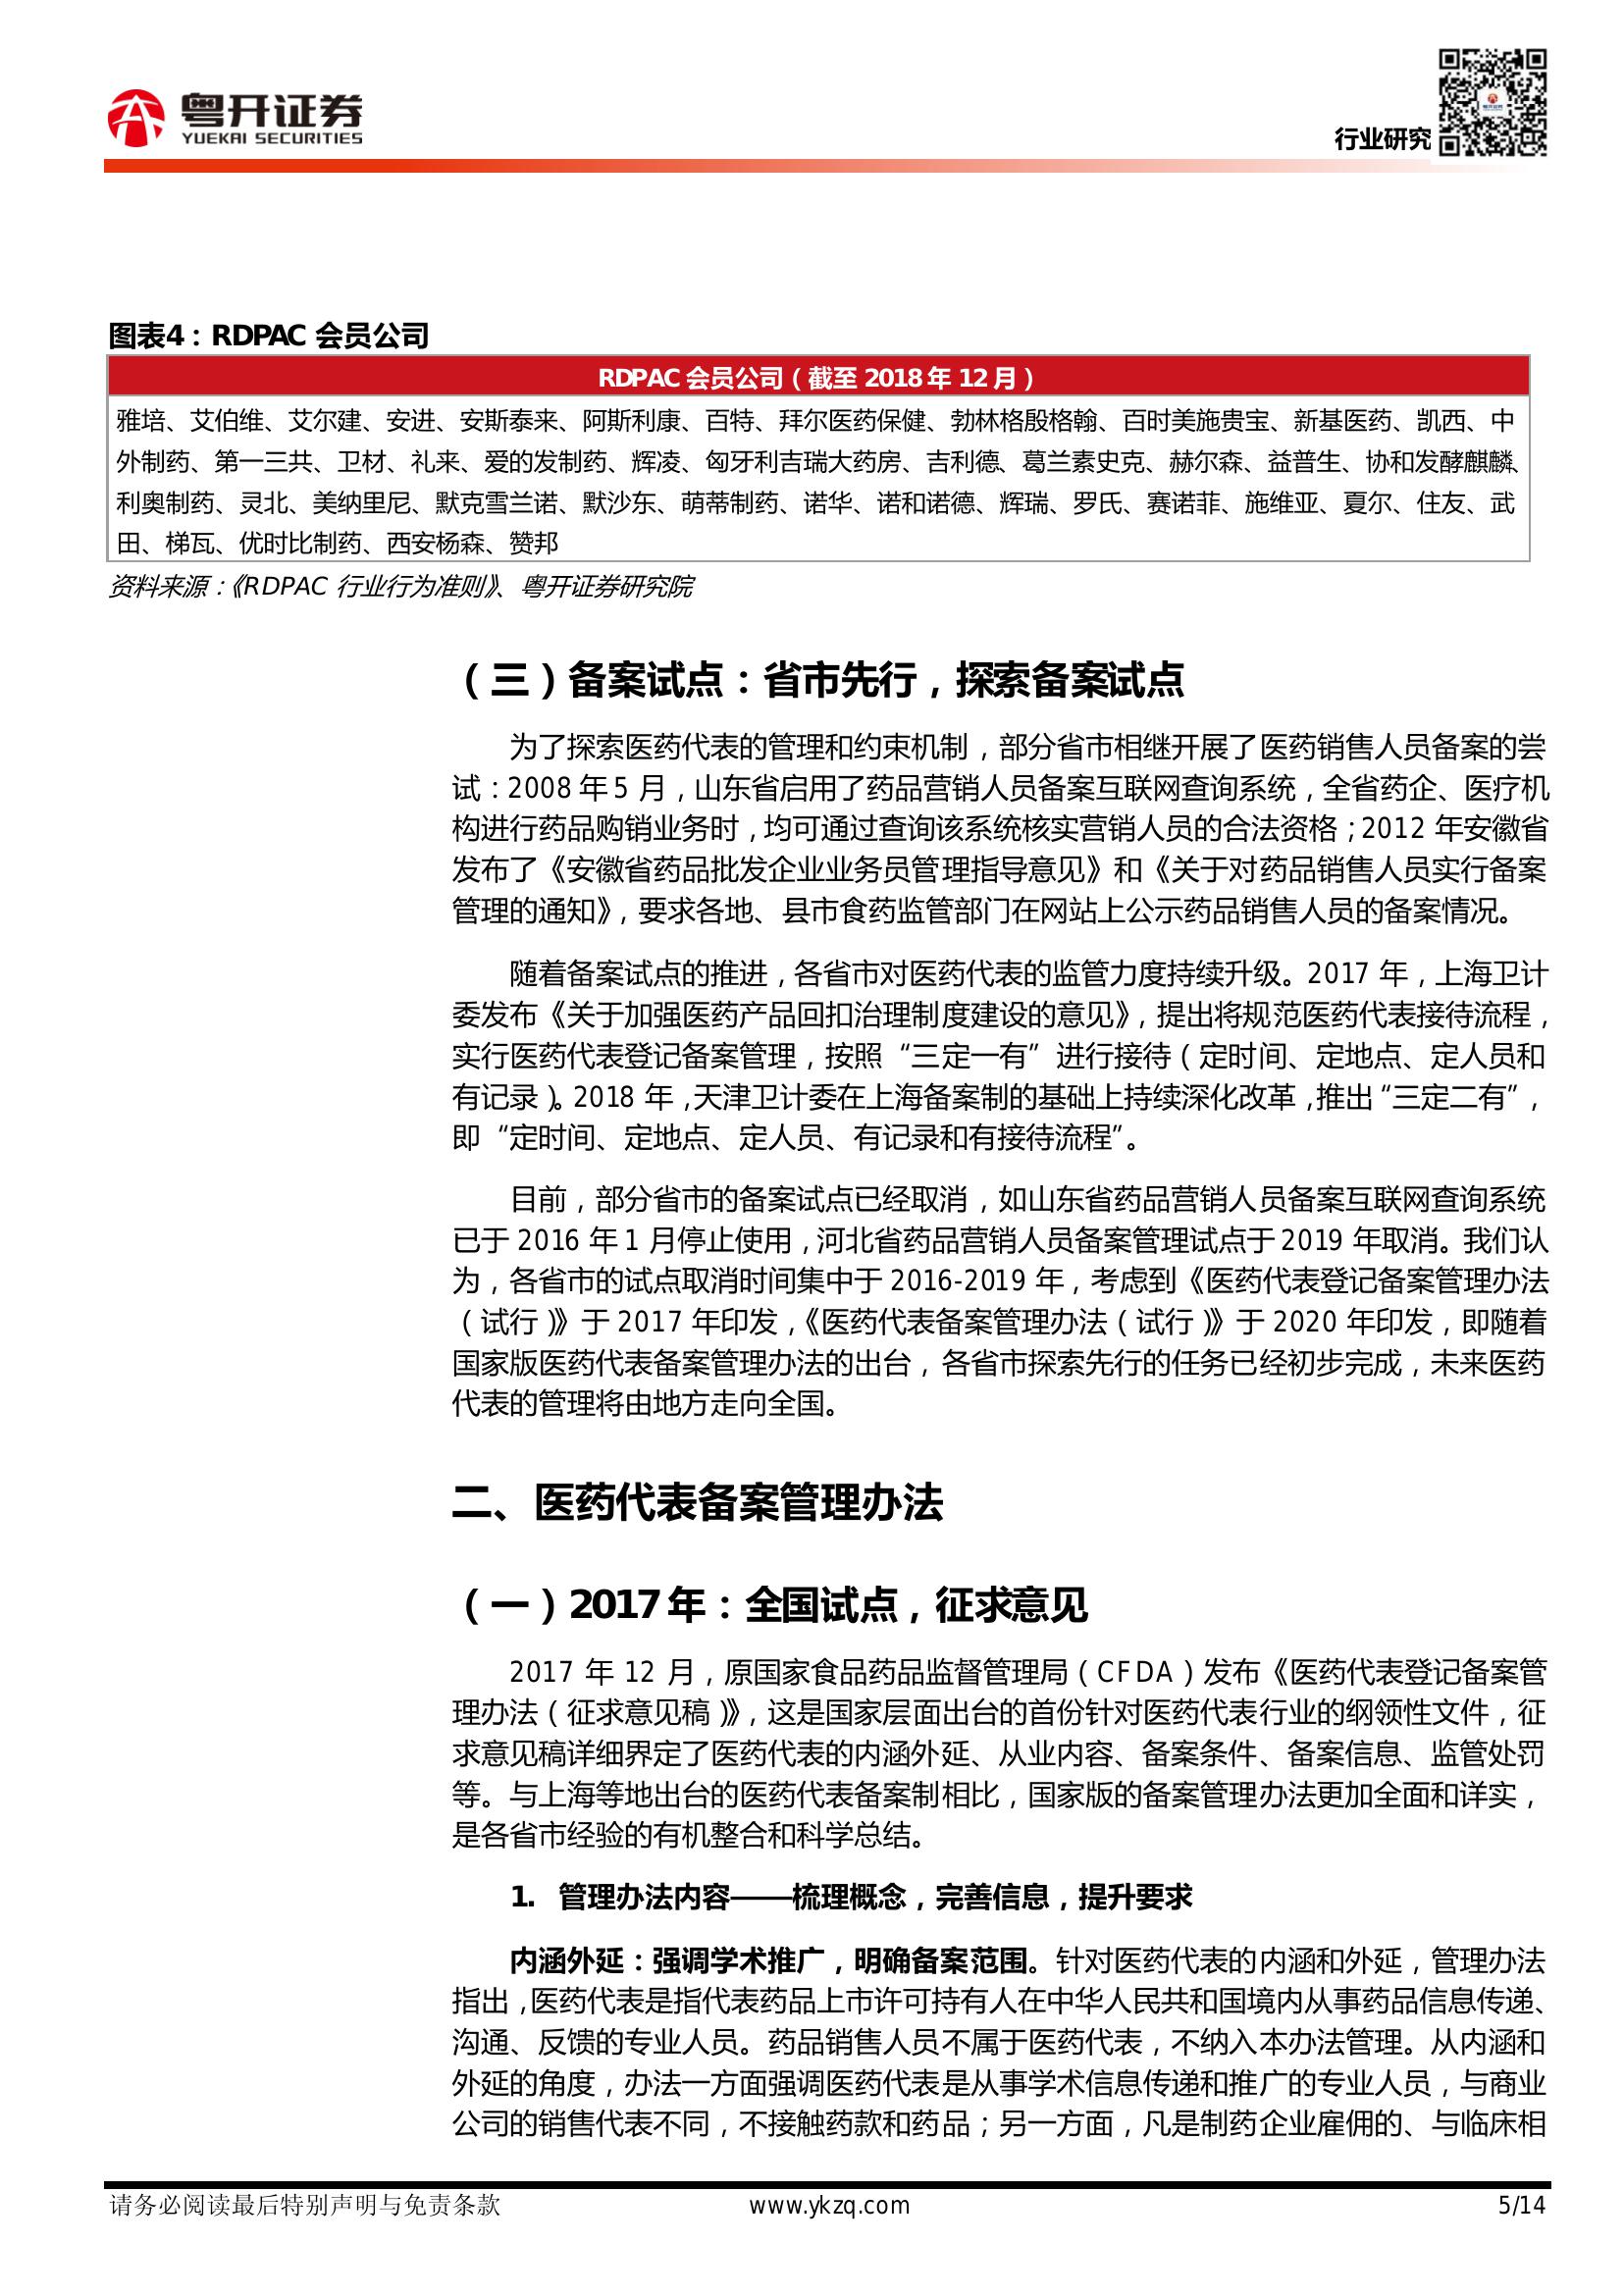 粤开证券
YUEKAI SECURITIES
行业研究
图表4：RDPAC 会员公司
RDPAC 会员公司（截至 2018 年 12 月）
雅培、艾伯维、艾尔建、安进、安斯泰来、阿斯利康、百特、拜尔医药保健、勃林格殷格翰、百时美施贵宝、新基医药、凯西、中
外制药、第一三共、卫材、礼来、爱的发制药、辉凌、匈牙利吉瑞大药房、吉利德、葛兰素史克、赫尔森、益普生、协和发酵麒麟、
利奥制药、灵北、美纳里尼、默克雪兰诺、默沙东、萌蒂制药、诺华、诺和诺德、辉瑞、罗氏、赛诺菲、施维亚、夏尔、住友、武
田、梯瓦、优时比制药、西安杨森、赞邦
资料来源：《RDPAC 行业行为准则》、粤开证券研究院
（三）备案试点：省市先行，探索备案试点
为了探索医药代表的管理和约束机制，部分省市相继开展了医药销售人员备案的尝
试：2008 年 5 月，山东省启用了药品营销人员备案互联网查询系统，全省药企、医疗机
构进行药品购销业务时，均可通过查询该系统核实营销人员的合法资格；2012 年安徽省
发布了《安徽省药品批发企业业务员管理指导意见》和《关于对药品销售人员实行备案
管理的通知》，要求各地、县市食药监管部门在网站上公示药品销售人员的备案情况。
随着备案试点的推进，各省市对医药代表的监管力度持续升级。2017 年，上海卫计
委发布《关于加强医药产品回扣治理制度建设的意见》，提出将规范医药代表接待流程，
实行医药代表登记备案管理，按照“三定一有”进行接待（定时间、定地点、定人员和
有记录）。2018 年，天津卫计委在上海备案制的基础上持续深化改革，推出“三定二有”，
即“定时间、定地点、定人员、有记录和有接待流程”。
目前，部分省市的备案试点已经取消，如山东省药品营销人员备案互联网查询系统
已于 2016 年 1 月停止使用，河北省药品营销人员备案管理试点于 2019 年取消。我们认
为，各省市的试点取消时间集中于 2016-2019 年，考虑到《医药代表登记备案管理办法
（试行）》于 2017 年印发，《医药代表备案管理办法（试行）》于 2020 年印发，即随着
国家版医药代表备案管理办法的出台，各省市探索先行的任务已经初步完成，未来医药
代表的管理将由地方走向全国。
二、医药代表备案管理办法
（一）2017 年：全国试点，征求意见
2017 年 12 月，原国家食品药品监督管理局（CFDA）发布《医药代表登记备案管
理办法（征求意见稿）》，这是国家层面出台的首份针对医药代表行业的纲领性文件，征
求意见稿详细界定了医药代表的内涵外延、从业内容、备案条件、备案信息、监管处罚
等。与上海等地出台的医药代表备案制相比，国家版的备案管理办法更加全面和详实，
是各省市经验的有机整合和科学总结。
1. 管理办法内容——梳理概念，完善信息，提升要求
内涵外延：强调学术推广，明确备案范围。针对医药代表的内涵和外延，管理办法
指出，医药代表是指代表药品上市许可持有人在中华人民共和国境内从事药品信息传递、
沟通、反馈的专业人员。药品销售人员不属于医药代表，不纳入本办法管理。从内涵和
外延的角度，办法一方面强调医药代表是从事学术信息传递和推广的专业人员，与商业
公司的销售代表不同，不接触药款和药品；另一方面，凡是制药企业雇佣的、与临床相
请务必阅读最后特别声明与免责条款
www.ykzq.com
5/14